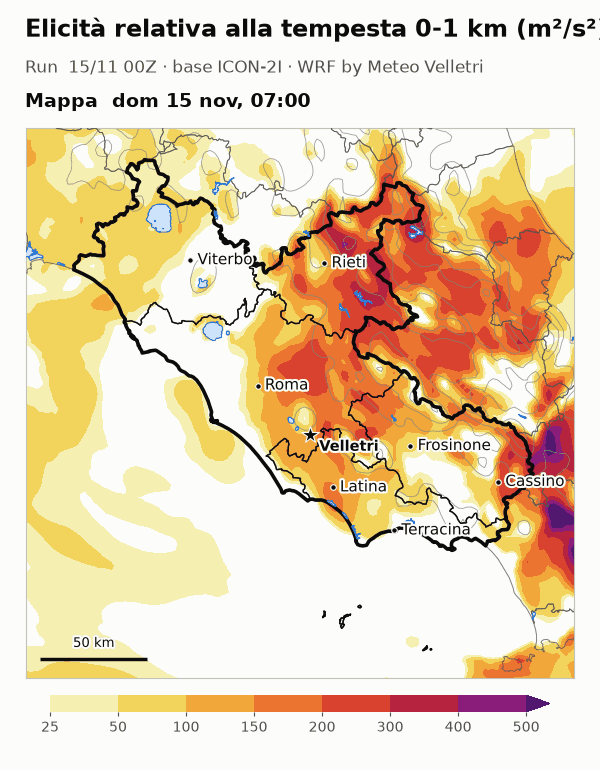 Elicità relativa alla tempesta 0-1 km (m²/s²)
Run 15/11 00Z · base ICON-2I · WRF by Meteo Velletri
Mappa dom 15 nov, 07:00
Viterbo
Rieti
Roma
Velletri
Frosinone
Latina
Cassino
Terracina
50 km
25 50 100 150 200 300 400 500